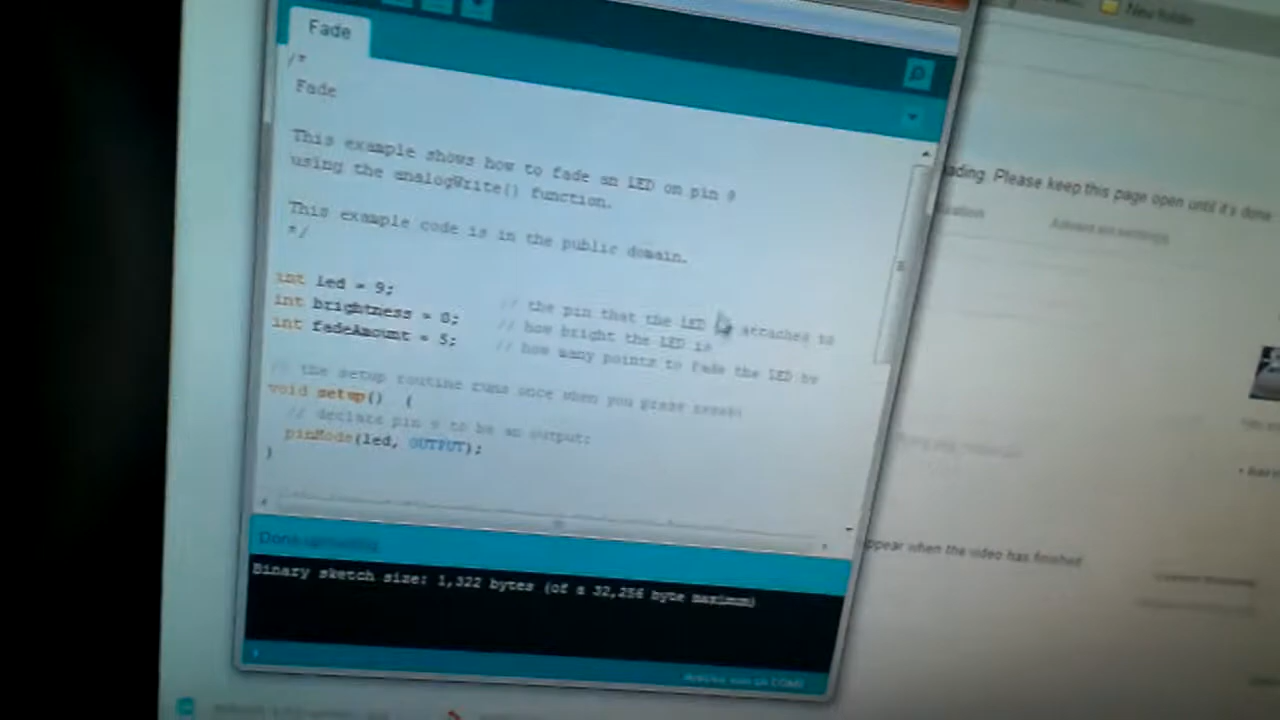 New folder
Fade
/*
Fade
This example shows how to fade an LED on pin 9
using the analogWrite() function.
This example code is in the public domain.
*/
int led = 9; // the pin that the LED is attached to
int brightness = 0; // how bright the LED is
int fadeAmount = 5; // how many points to fade the LED by
// the setup routine runs once when you press reset:
void setup() {
// declare pin 9 to be an output:
pinMode(led, OUTPUT);
}
Done uploading
Binary sketch size: 1,322 bytes (of a 32,256 byte maximum)
ading. Please keep this page open until it's done
Advanced settings
ppear when the video has finished